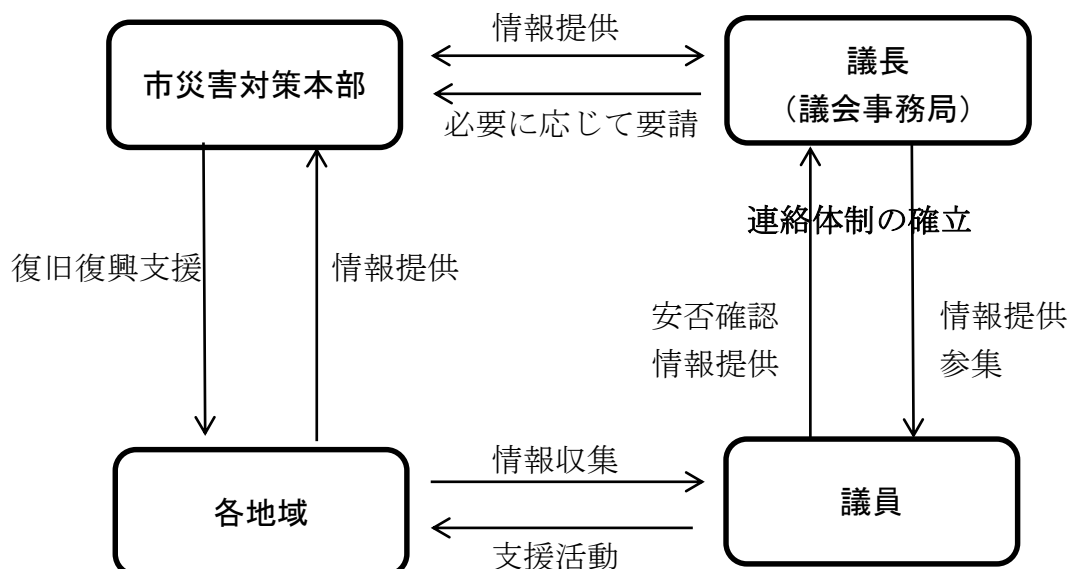 情報提供
市災害対策本部
議長
（議会事務局）
必要に応じて要請
連絡体制の確立
復旧復興支援
情報提供
安否確認
情報提供
情報提供
参集
情報収集
各地域
議員
支援活動